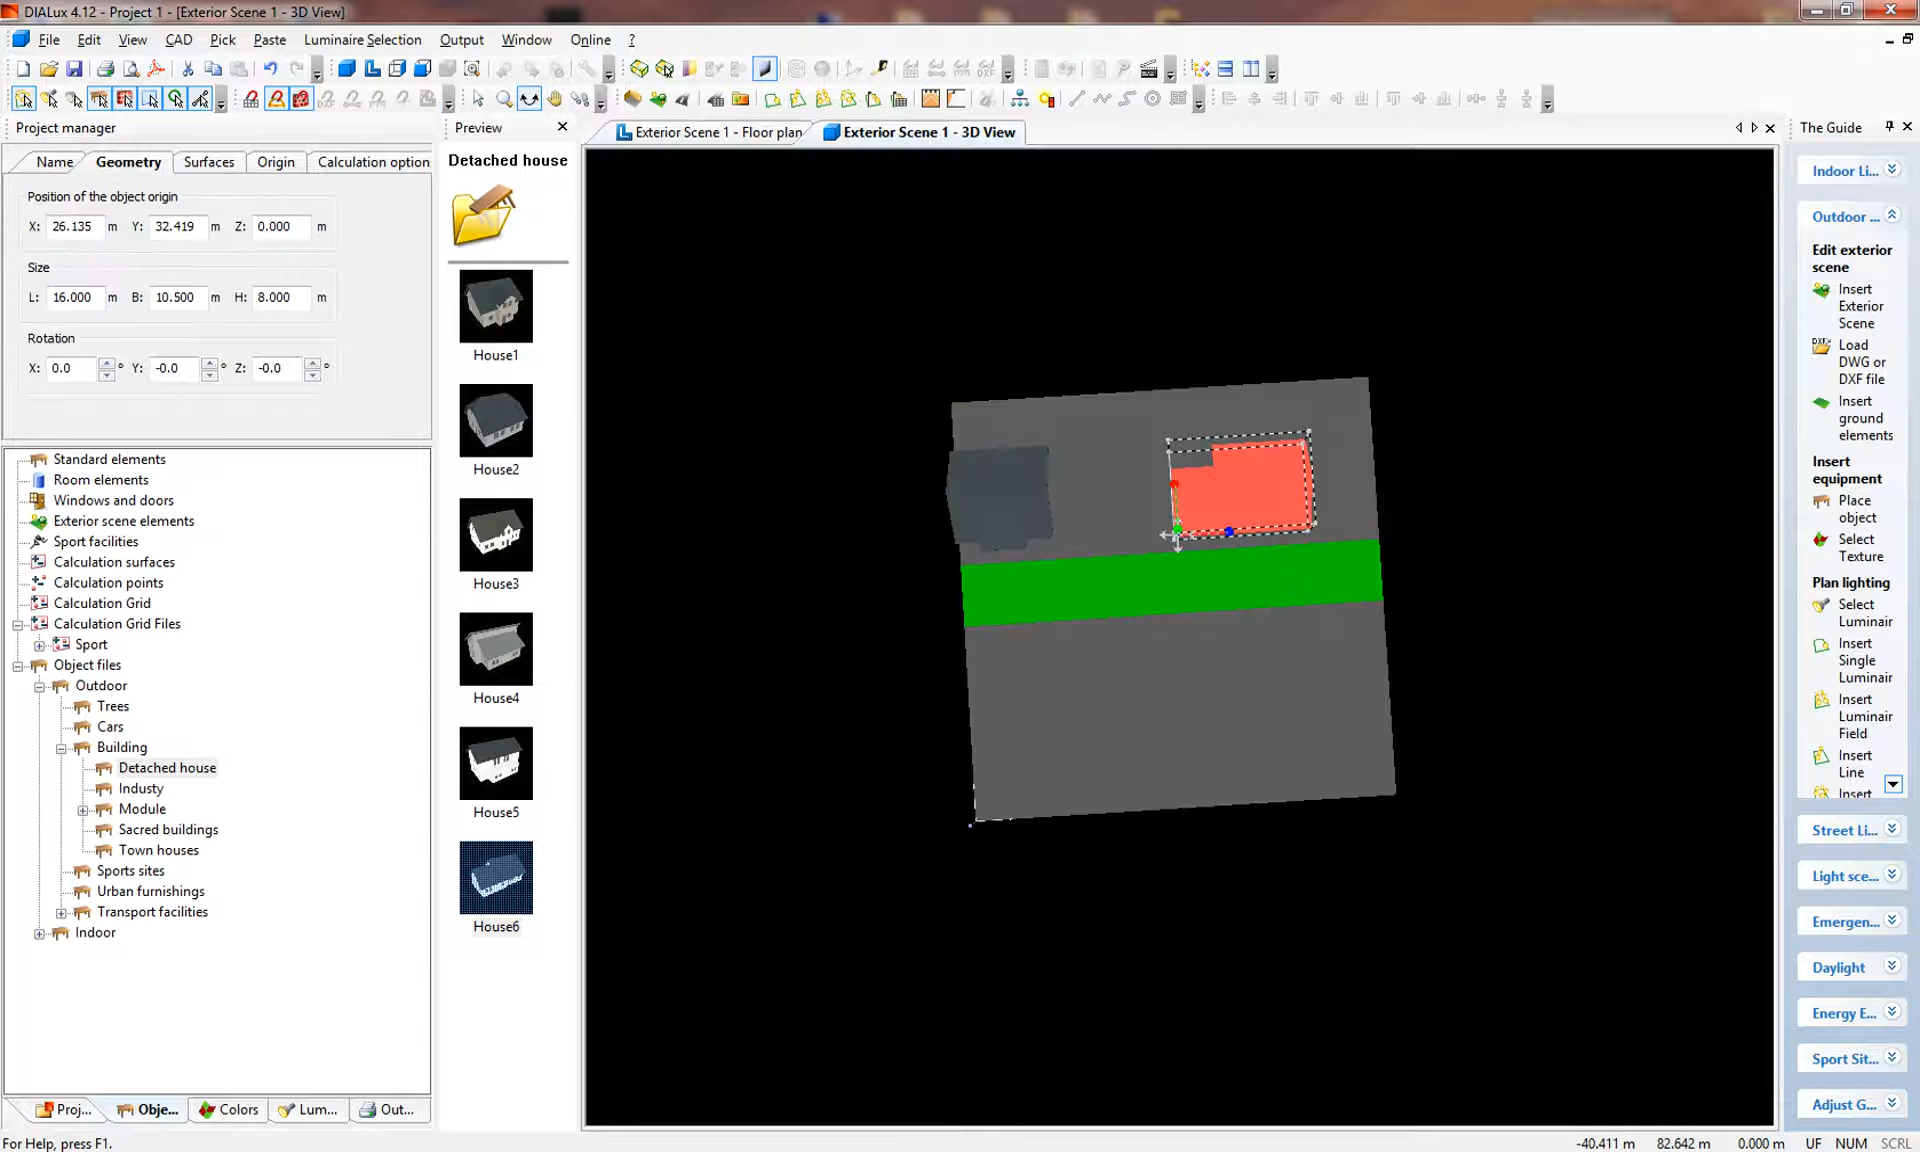 DIALux 4.12 - Project 1 - [Exterior Scene 1 - 3D View]
File Edit View CAD Pick Paste Luminaire Selection Output Window Online ?
Project manager
Name Geometry Surfaces Origin Calculation option
Position of the object origin
X: 26.135 m Y: 32.419 m Z: 0.000 m
Size
L: 16.000 m B: 10.500 m H: 8.000 m
Rotation
X: 0.0 ° Y: -0.0 ° Z: -0.0 °
Standard elements
Room elements
Windows and doors
Exterior scene elements
Sport facilities
Calculation surfaces
Calculation points
Calculation Grid
Calculation Grid Files
Sport
Object files
Outdoor
Trees
Cars
Building
Detached house
Industy
Module
Sacred buildings
Town houses
Sports sites
Urban furnishings
Transport facilities
Indoor
Proj... Obje... Colors Lum... Out...
For Help, press F1.
Preview
Detached house
House1
House2
House3
House4
House5
House6
Exterior Scene 1 - Floor plan Exterior Scene 1 - 3D View
The Guide
Indoor Li...
Outdoor ...
Edit exterior
scene
Insert
Exterior
Scene
Load
DWG or
DXF file
Insert
ground
elements
Insert
equipment
Place
object
Select
Texture
Plan lighting
Select
Luminair
Insert
Single
Luminair
Insert
Luminair
Field
Insert
Line
Insert
Street Li...
Light sce...
Emergen...
Daylight
Energy E...
Sport Sit...
Adjust G...
-40.411 m 82.642 m 0.000 m UF NUM SCRL